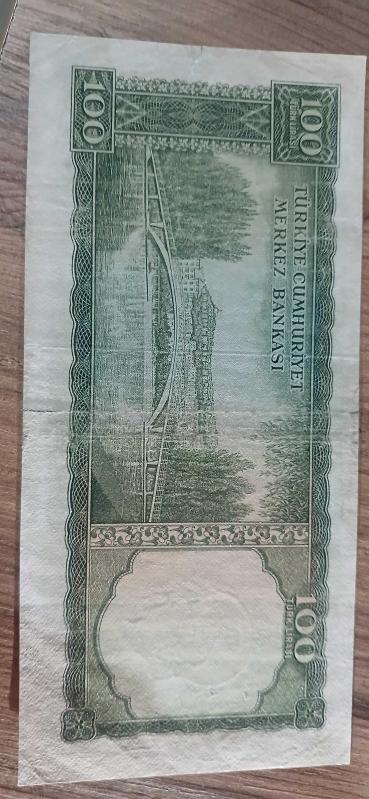 100
TÜRK LİRASI
TÜRKİYE CUMHURİYET
MERKEZ BANKASI
100
TÜRK LİRASI
100